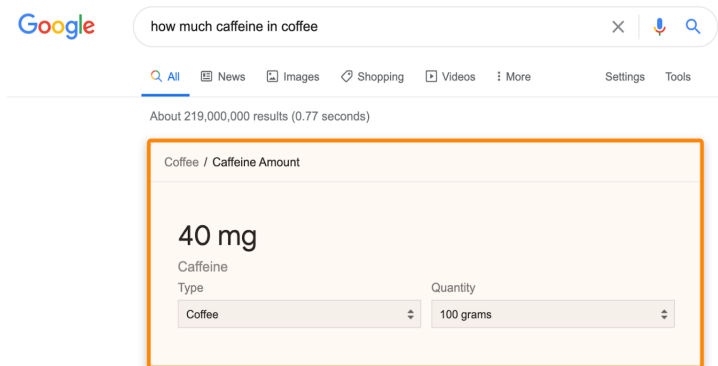 Google how much caffeine in coffee
All News Images Shopping Videos More Settings Tools
About 219,000,000 results (0.77 seconds)
Coffee / Caffeine Amount
40 mg
Caffeine
Type Quantity
Coffee 100 grams